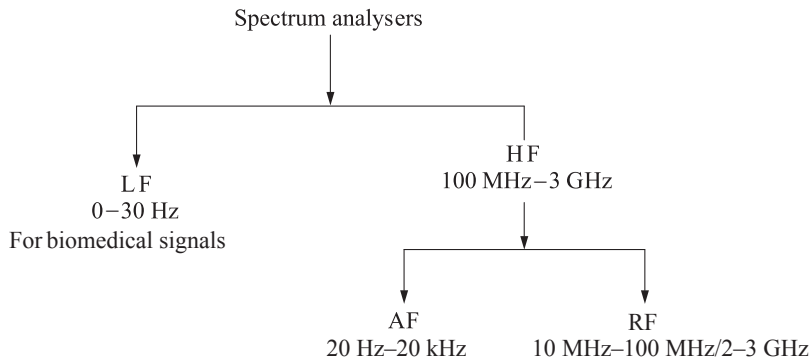 Spectrum analysers
LF
0–30 Hz
For biomedical signals
HF
100 MHz–3 GHz
AF
20 Hz–20 kHz
RF
10 MHz–100 MHz/2–3 GHz